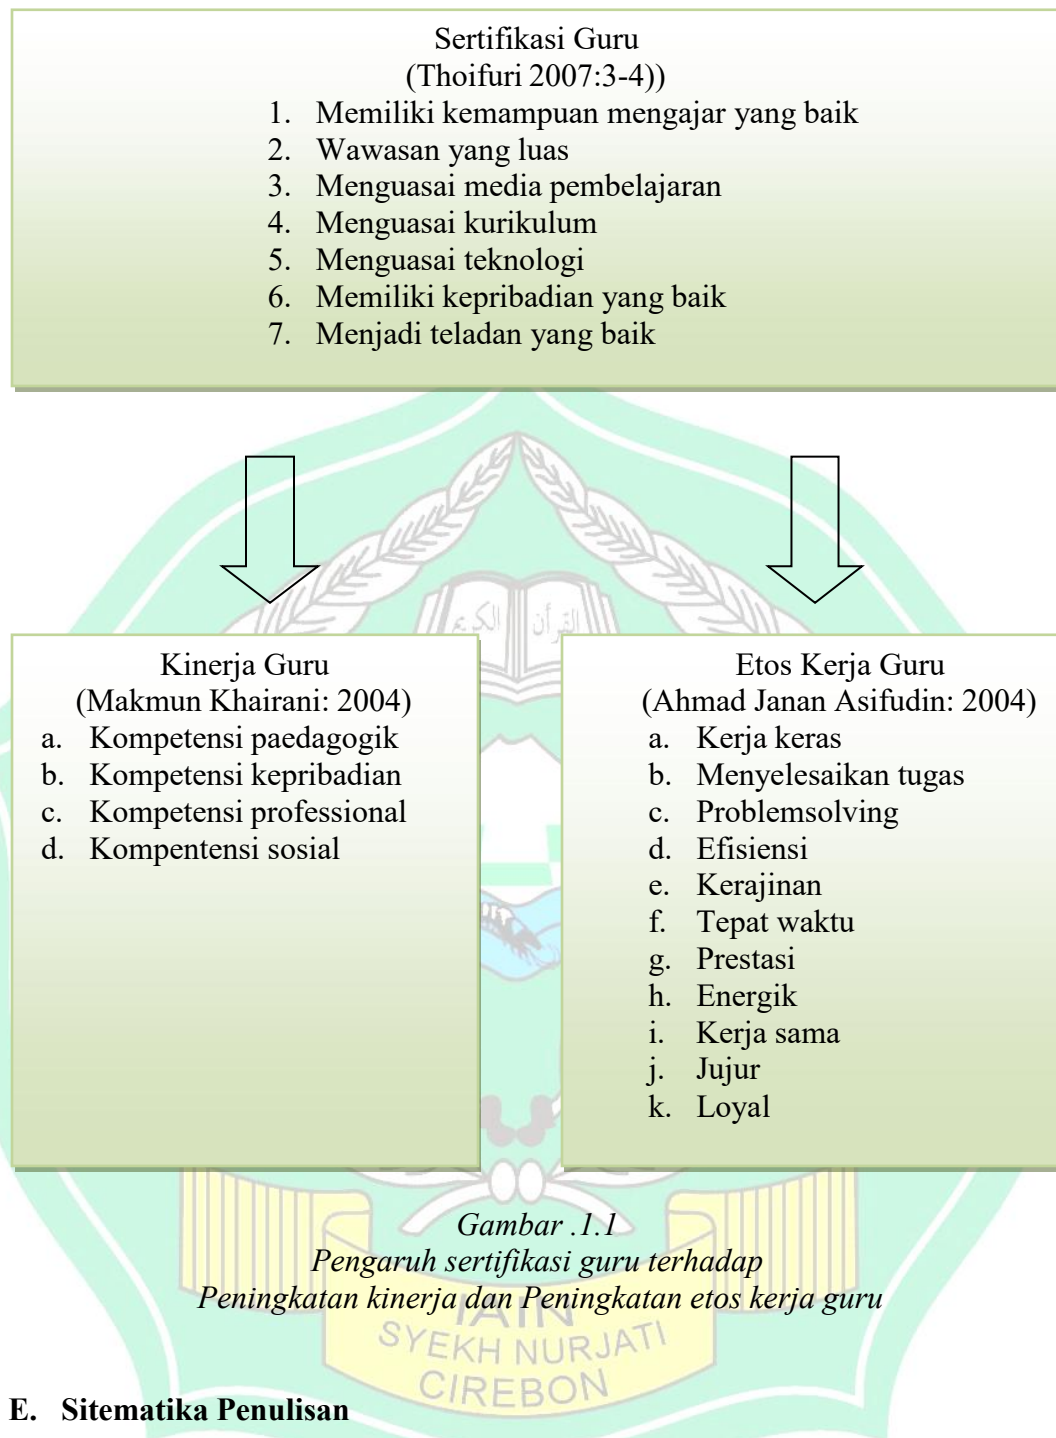 Sertifikasi Guru
(Thoifuri 2007:3-4))
1. Memiliki kemampuan mengajar yang baik
2. Wawasan yang luas
3. Menguasai media pembelajaran
4. Menguasai kurikulum
5. Menguasai teknologi
6. Memiliki kepribadian yang baik
7. Menjadi teladan yang baik
القرآن الكريم
Kinerja Guru
(Makmun Khairani: 2004)
a. Kompetensi paedagogik
b. Kompetensi kepribadian
c. Kompetensi professional
d. Kompentensi sosial
Etos Kerja Guru
(Ahmad Janan Asifudin: 2004)
a. Kerja keras
b. Menyelesaikan tugas
c. Problemsolving
d. Efisiensi
e. Kerajinan
f. Tepat waktu
g. Prestasi
h. Energik
i. Kerja sama
j. Jujur
k. Loyal
Gambar .1.1
Pengaruh sertifikasi guru terhadap
Peningkatan kinerja dan Peningkatan etos kerja guru
IAIN
SYEKH NURJATI
CIREBON
E. Sitematika Penulisan